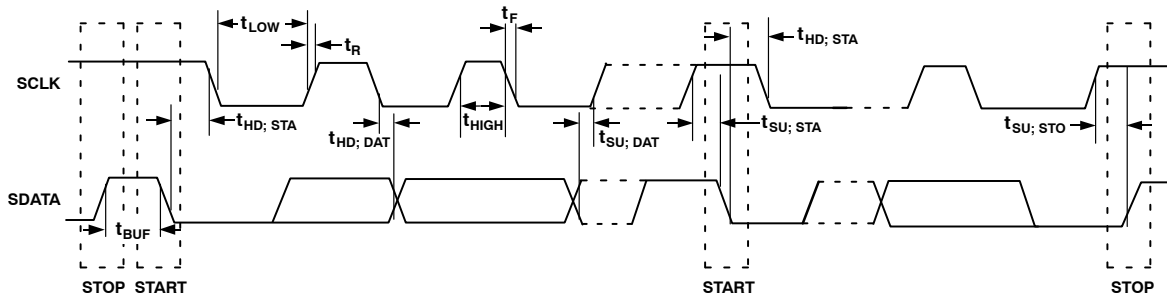 tF
tLOW
tR
tHD; STA
SCLK
tHD; STA
tHD; DAT
tHIGH
tSU; DAT
tSU; STA
tSU; STO
SDATA
tBUF
STOP START START STOP